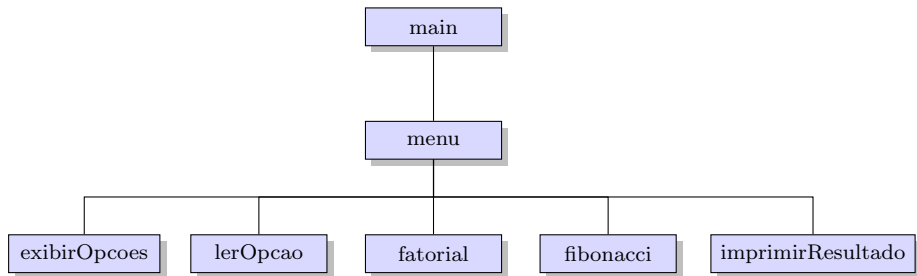 main
menu
exibirOpcoes
lerOpcao
fatorial
fibonacci
imprimirResultado